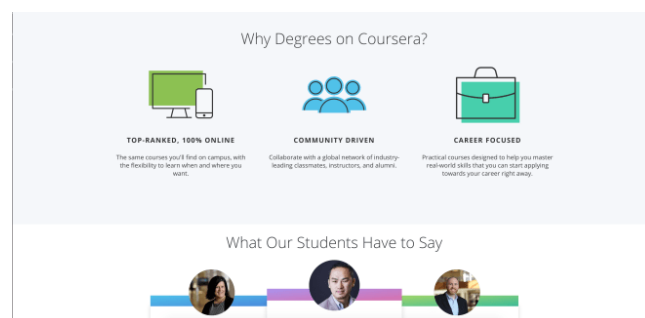 Why Degrees on Coursera?
TOP-RANKED, 100% ONLINE
The same courses you'll find on campus, with
the flexibility to learn when and where you
want.
COMMUNITY DRIVEN
Collaborate with a global network of industry-
leading classmates, instructors, and alumni.
CAREER FOCUSED
Practical courses designed to help you master
real-world skills that you can start applying
towards your career right away.
What Our Students Have to Say